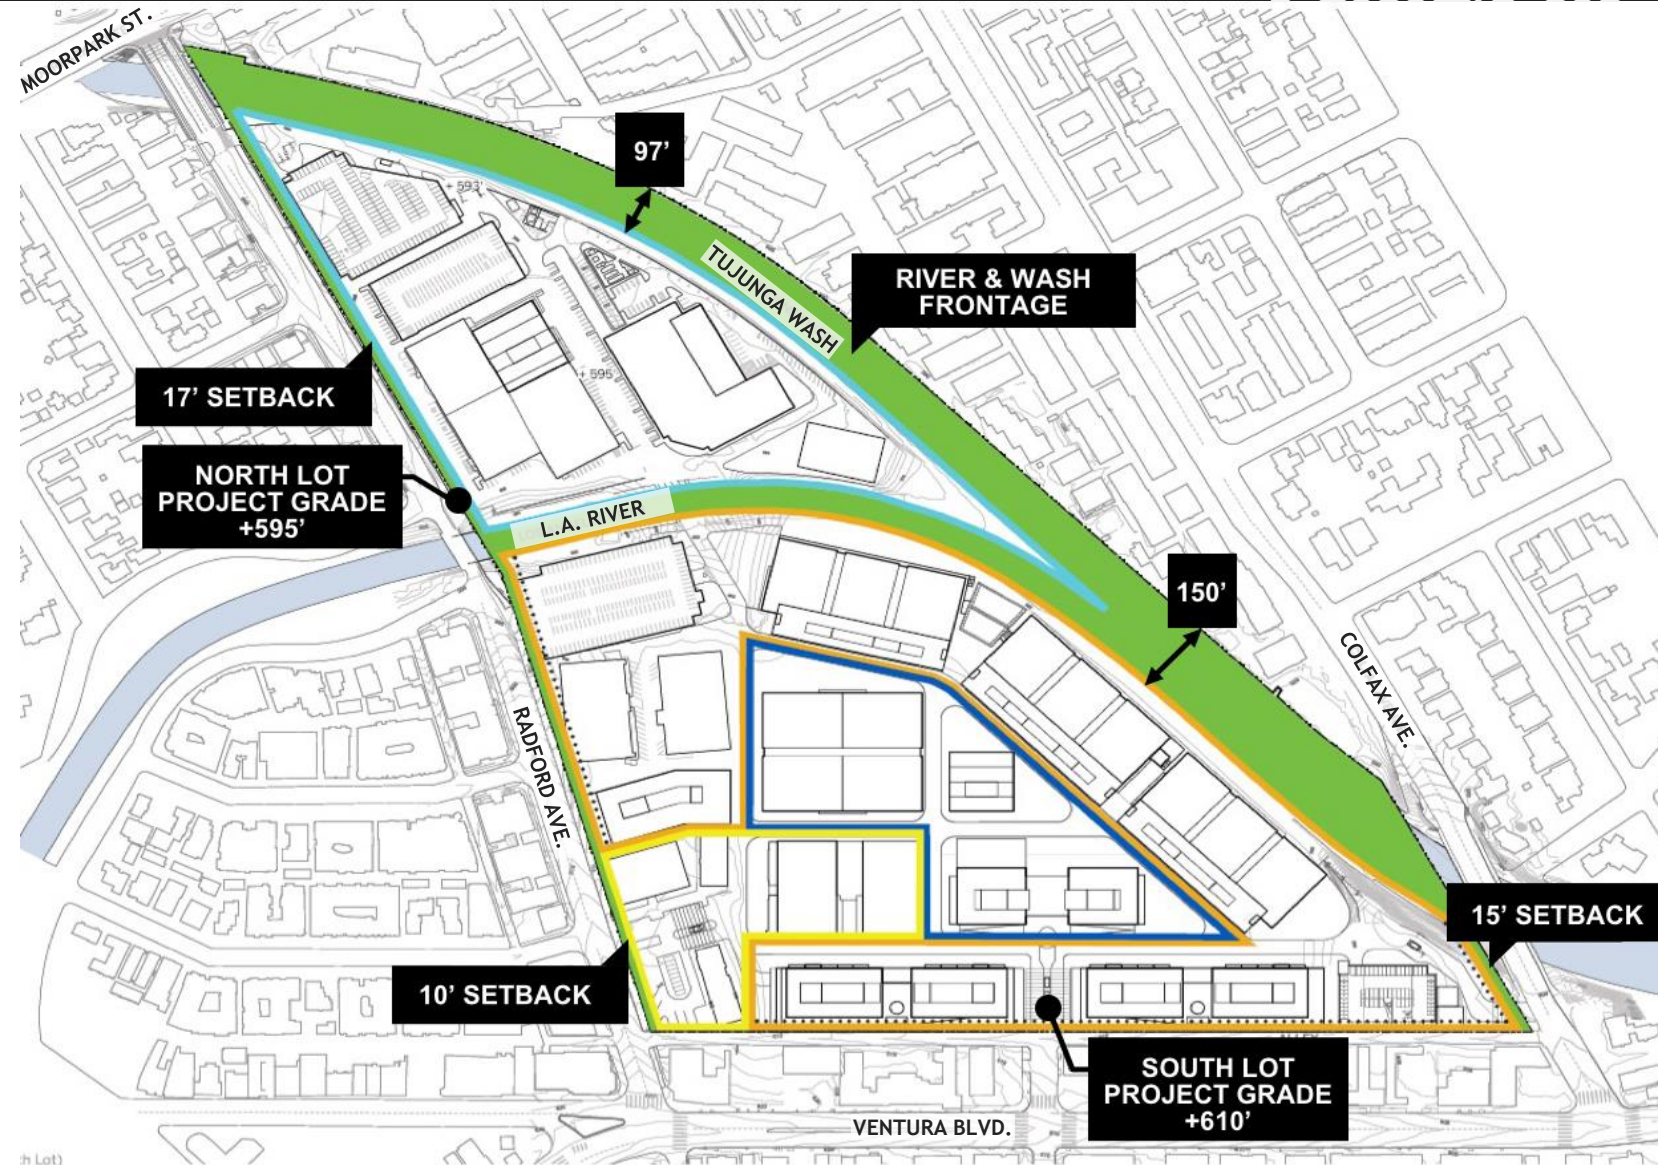 MOORPARK ST.
97’
+ 593'
TUJUNGA WASH
RIVER & WASH
FRONTAGE
+ 595
17’ SETBACK
NORTH LOT
PROJECT GRADE
+595’
L.A. RIVER
150’
COLFAX AVE.
RADFORD AVE.
15’ SETBACK
10’ SETBACK
SOUTH LOT
PROJECT GRADE
+610’
VENTURA BLVD.
h Lot)